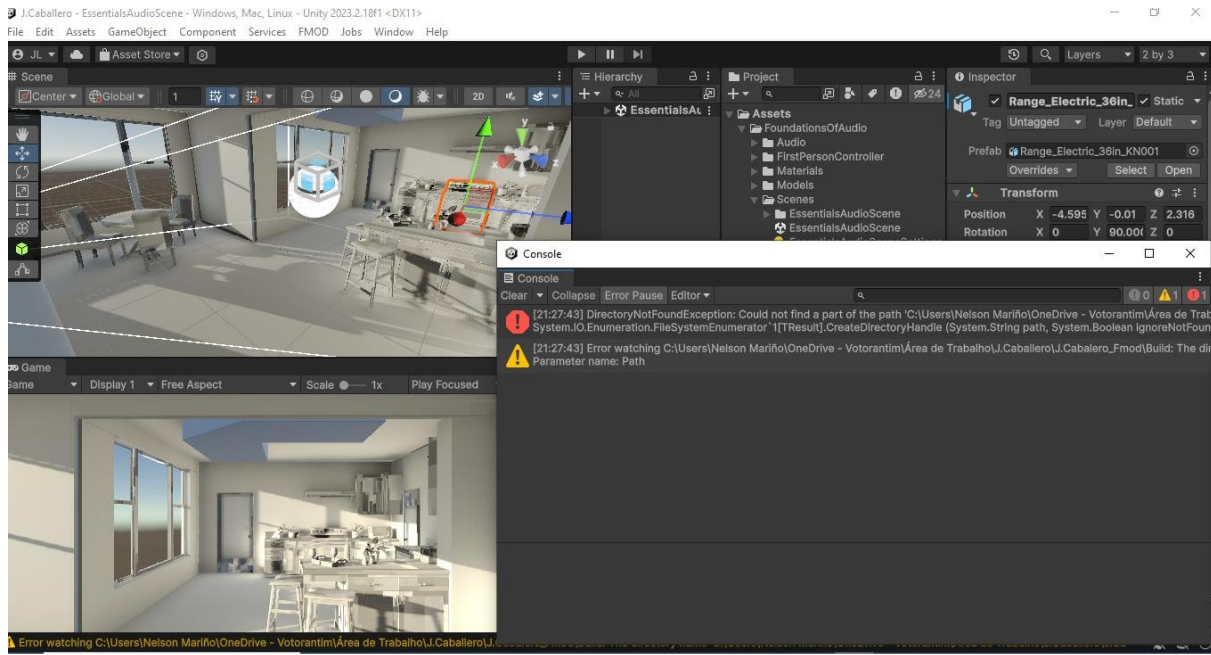 J.Caballero - EssentialsAudioScene - Windows, Mac, Linux - Unity 2023.2.18f1 <DX11>
File Edit Assets GameObject Component Services FMOD Jobs Window Help
JL Asset Store Layers 2 by 3
Scene
Center Global 1 2D
Hierarchy
All
EssentialsAu
Project
24
Assets
FoundationsOfAudio
Audio
FirstPersonController
Materials
Models
Scenes
EssentialsAudioScene
EssentialsAudioScene
EssentialsAudioSceneSettings
Inspector
Range_Electric_36in_ Static
Tag Untagged Layer Default
Prefab Range_Electric_36in_KN001
Overrides Select Open
Transform
Position X -4.595 Y -0.01 Z 2.316
Rotation X 0 Y 90.00( Z 0
y
x
z
Console
Console
Clear Collapse Error Pause Editor 0 1 1
[21:27:43] DirectoryNotFoundException: Could not find a part of the path 'C:\Users\Nelson Mariño\OneDrive - Votorantim\Área de Trab
System.IO.Enumeration.FileSystemEnumerator`1[TResult].CreateDirectoryHandle (System.String path, System.Boolean ignoreNotFoun
[21:27:43] Error watching C:\Users\Nelson Mariño\OneDrive - Votorantim\Área de Trabalho\J.Caballero\J.Cabalero_Fmod\Build: The dir
Parameter name: Path
Game
Game Display 1 Free Aspect Scale 1x Play Focused
Error watching C:\Users\Nelson Mariño\OneDrive - Votorantim\Área de Trabalho\J.Caballero\J.